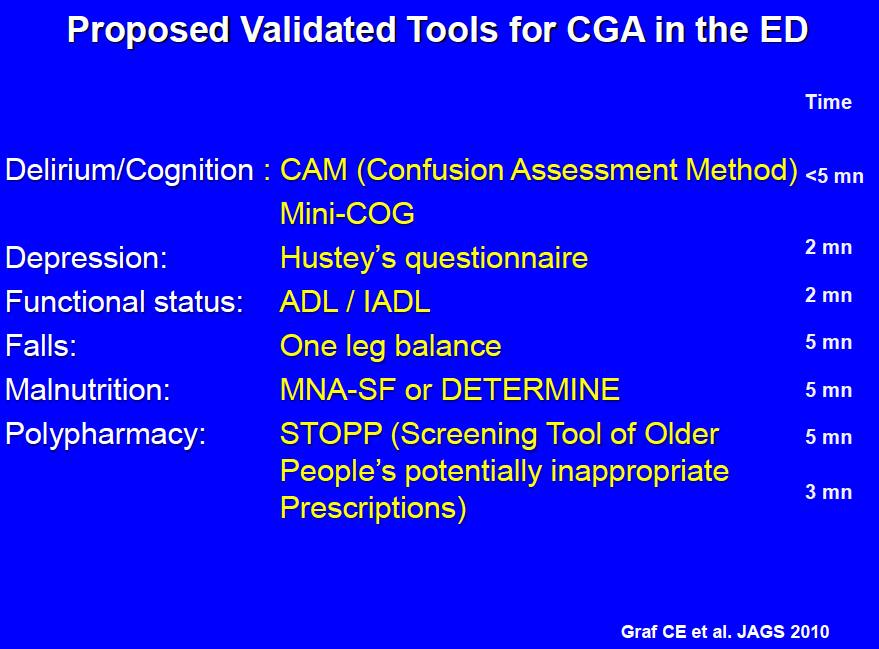 Proposed Validated Tools for CGA in the ED
Time
Delirium/Cognition : CAM (Confusion Assessment Method) <5 mn
Mini-COG
2 mn
Depression: Hustey’s questionnaire
Functional status: ADL / IADL 2 mn
Falls: One leg balance 5 mn
Malnutrition: MNA-SF or DETERMINE 5 mn
Polypharmacy: STOPP (Screening Tool of Older 5 mn
People’s potentially inappropriate
3 mn
Prescriptions)
Graf CE et al. JAGS 2010